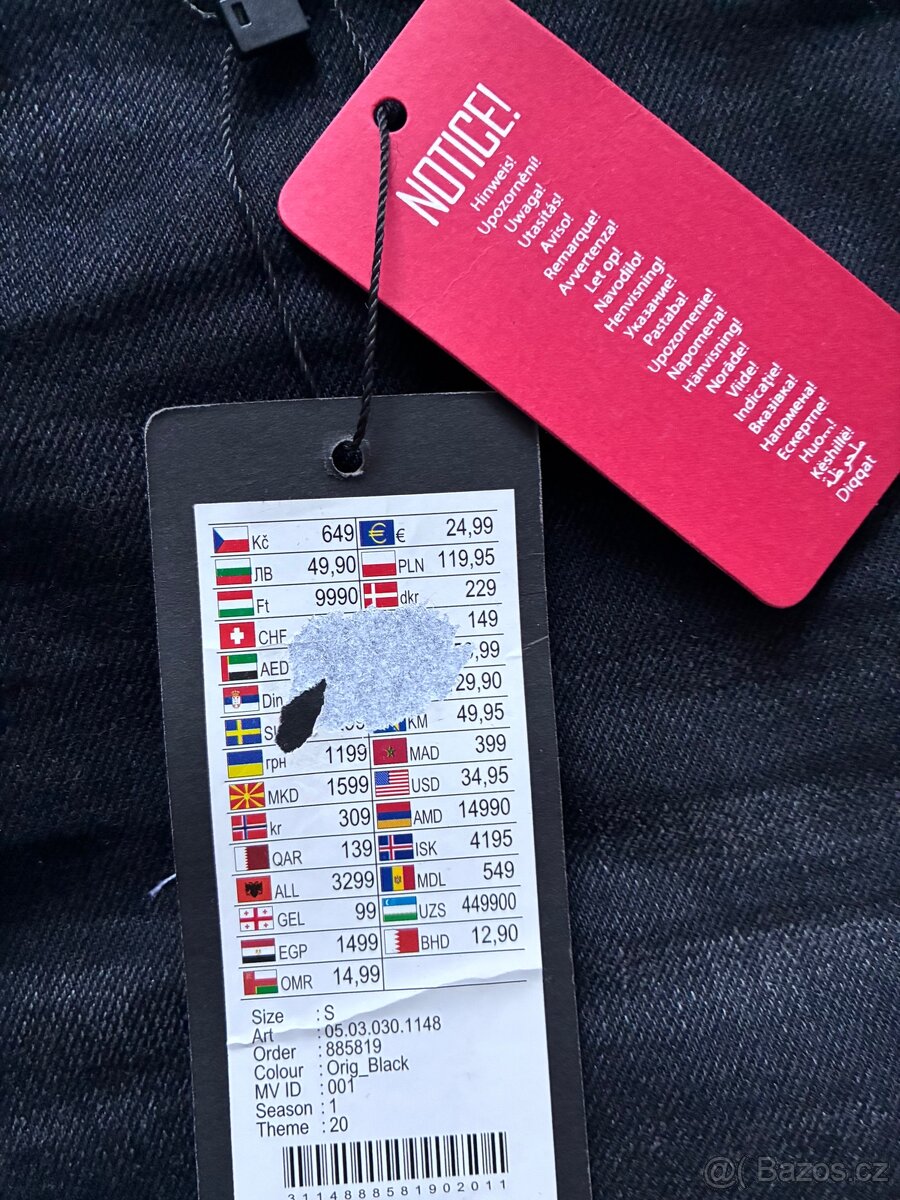 NOTICE!
Hinweis!
Upozornění!
Uwaga!
Utasítás!
Aviso!
Remarque!
Avvertenza!
Let op!
Navodilo!
Henvisning!
Указание!
Pastaba!
Upozornenie!
Napomena!
Hänvisning!
Norāde!
Viide!
Indicație!
Вказівка!
Напомена!
Ескертпе!
Këshillë!
Diqqat
Kč 649 € 24,99
ЛВ 49,90 PLN 119,95
Ft 9990 dkr 229
CHF 149
AED ,99
Din 29,90
KM 49,95
грн 1199 MAD 399
MKD 1599 USD 34,95
kr 309 AMD 14990
QAR 139 ISK 4195
ALL 3299 MDL 549
GEL 99 UZS 449900
EGP 1499 BHD 12,90
OMR 14,99
Size : S
Art : 05.03.030.1148
Order : 885819
Colour : Orig_Black
MV ID : 001
Season : 1
Theme : 20
3114888581902011
@( Bazos.cz